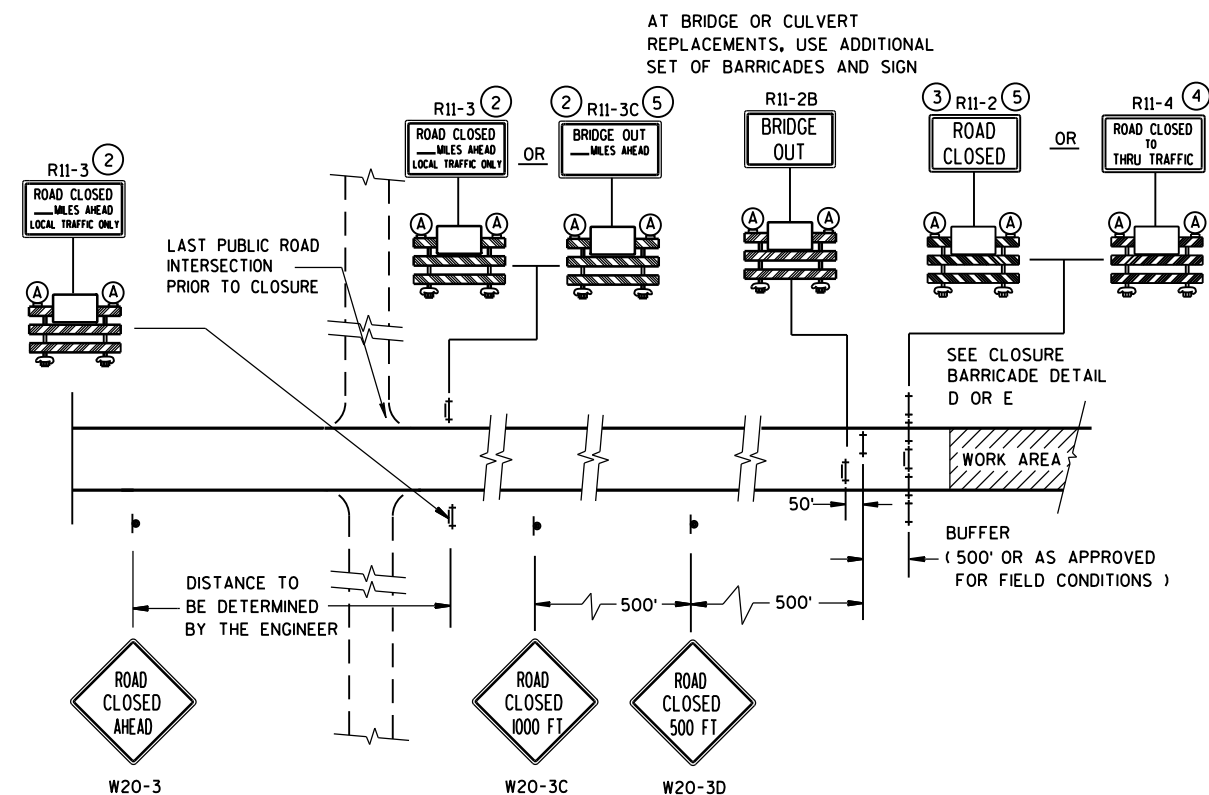 AT BRIDGE OR CULVERT
REPLACEMENTS, USE ADDITIONAL
SET OF BARRICADES AND SIGN
R11-3 2
ROAD CLOSED
___MILES AHEAD
LOCAL TRAFFIC ONLY
A A
LAST PUBLIC ROAD
INTERSECTION
PRIOR TO CLOSURE
R11-3 2
ROAD CLOSED
___MILES AHEAD
LOCAL TRAFFIC ONLY
A A
OR
2 R11-3C 5
BRIDGE OUT
___MILES AHEAD
A A
R11-2B
BRIDGE
OUT
A A
3 R11-2 5
ROAD
CLOSED
A A
OR
R11-4 4
ROAD CLOSED
TO
THRU TRAFFIC
A A
SEE CLOSURE
BARRICADE DETAIL
D OR E
WORK AREA
50'
BUFFER
( 500' OR AS APPROVED
FOR FIELD CONDITIONS )
DISTANCE TO
BE DETERMINED
BY THE ENGINEER
500'
500'
ROAD
CLOSED
AHEAD
W20-3
ROAD
CLOSED
1000 FT
W20-3C
ROAD
CLOSED
500 FT
W20-3D